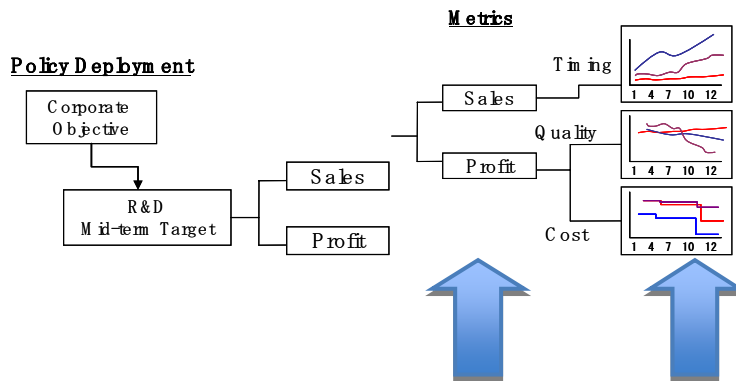 Metrics
Policy Deployment
Corporate
Objective
R&D
Mid-term Target
Sales
Profit
Sales
Profit
Timing
Quality
Cost
1 4 7 10 12
1 4 7 10 12
1 4 7 10 12